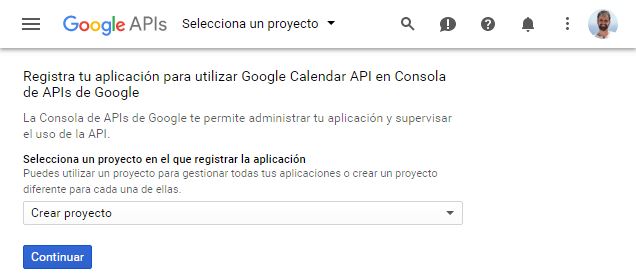 Google APIs Selecciona un proyecto
Registra tu aplicación para utilizar Google Calendar API en Consola
de APIs de Google
La Consola de APIs de Google te permite administrar tu aplicación y supervisar
el uso de la API.
Selecciona un proyecto en el que registrar la aplicación
Puedes utilizar un proyecto para gestionar todas tus aplicaciones o crear un proyecto
diferente para cada una de ellas.
Crear proyecto
Continuar